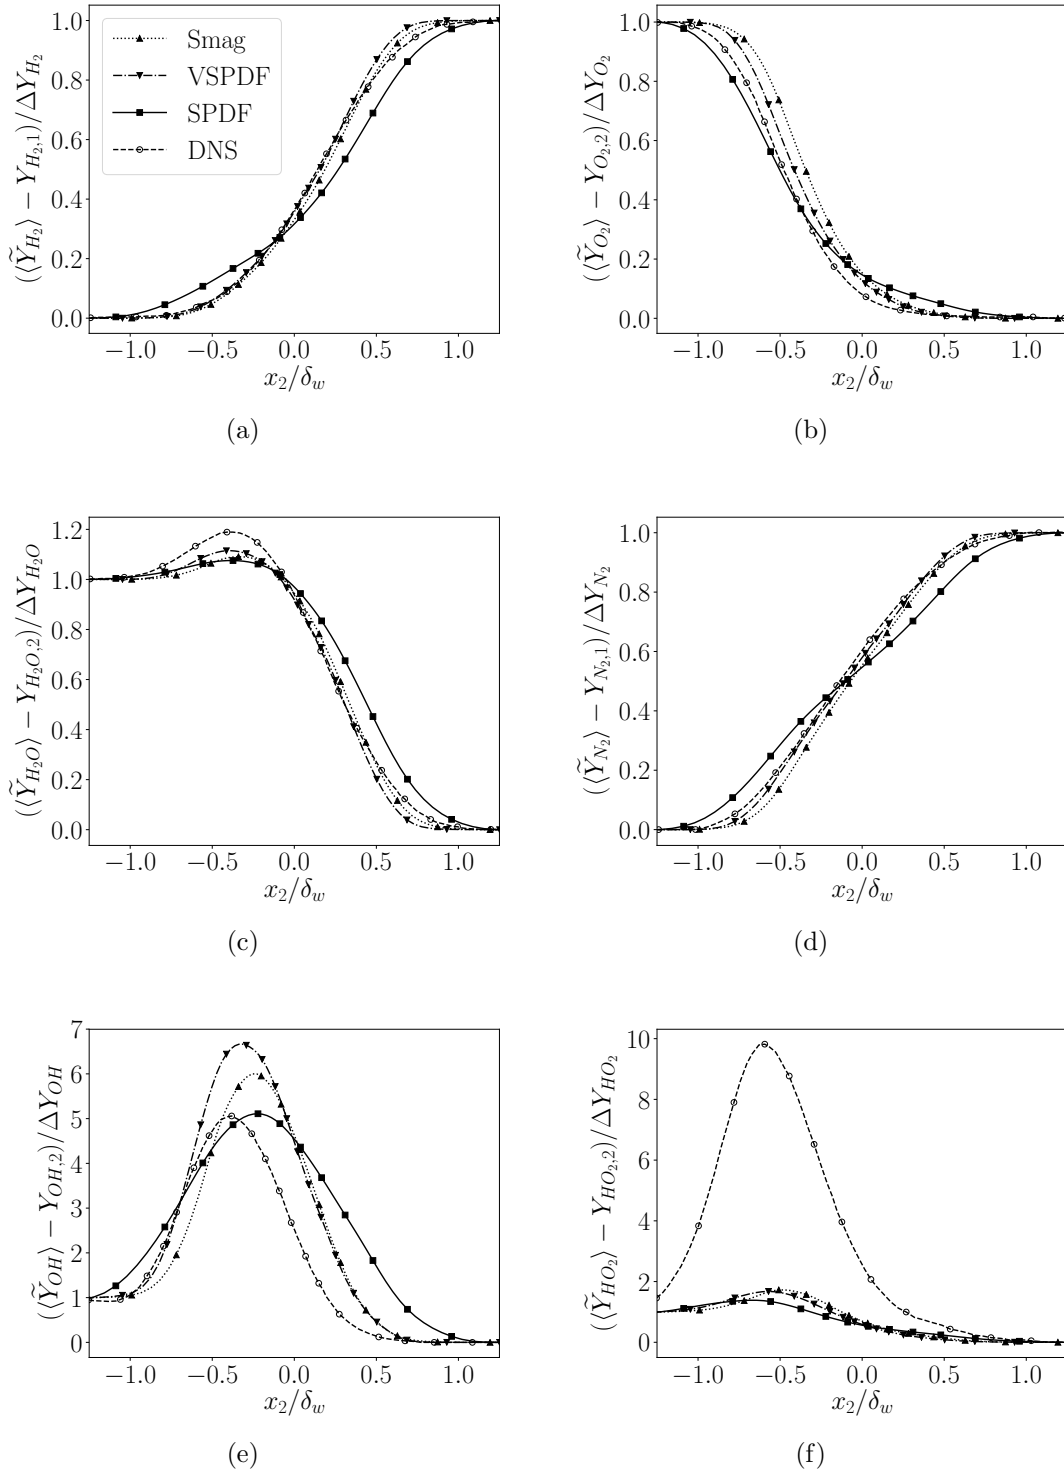 (⟨Ỹ_{H_2}⟩ − Y_{H_2,1})/ΔY_{H_2}
1.0
0.8
0.6
0.4
0.2
0.0
Smag
VSPDF
SPDF
DNS
−1.0 −0.5 0.0 0.5 1.0
x_2/δ_w
(a)
(⟨Ỹ_{O_2}⟩ − Y_{O_2,2})/ΔY_{O_2}
1.0
0.8
0.6
0.4
0.2
0.0
−1.0 −0.5 0.0 0.5 1.0
x_2/δ_w
(b)
(⟨Ỹ_{H_2O}⟩ − Y_{H_2O,2})/ΔY_{H_2O}
1.2
1.0
0.8
0.6
0.4
0.2
0.0
−1.0 −0.5 0.0 0.5 1.0
x_2/δ_w
(c)
(⟨Ỹ_{N_2}⟩ − Y_{N_2,1})/ΔY_{N_2}
1.0
0.8
0.6
0.4
0.2
0.0
−1.0 −0.5 0.0 0.5 1.0
x_2/δ_w
(d)
(⟨Ỹ_{OH}⟩ − Y_{OH,2})/ΔY_{OH}
7
6
5
4
3
2
1
0
−1.0 −0.5 0.0 0.5 1.0
x_2/δ_w
(e)
(⟨Ỹ_{HO_2}⟩ − Y_{HO_2,2})/ΔY_{HO_2}
10
8
6
4
2
0
−1.0 −0.5 0.0 0.5 1.0
x_2/δ_w
(f)